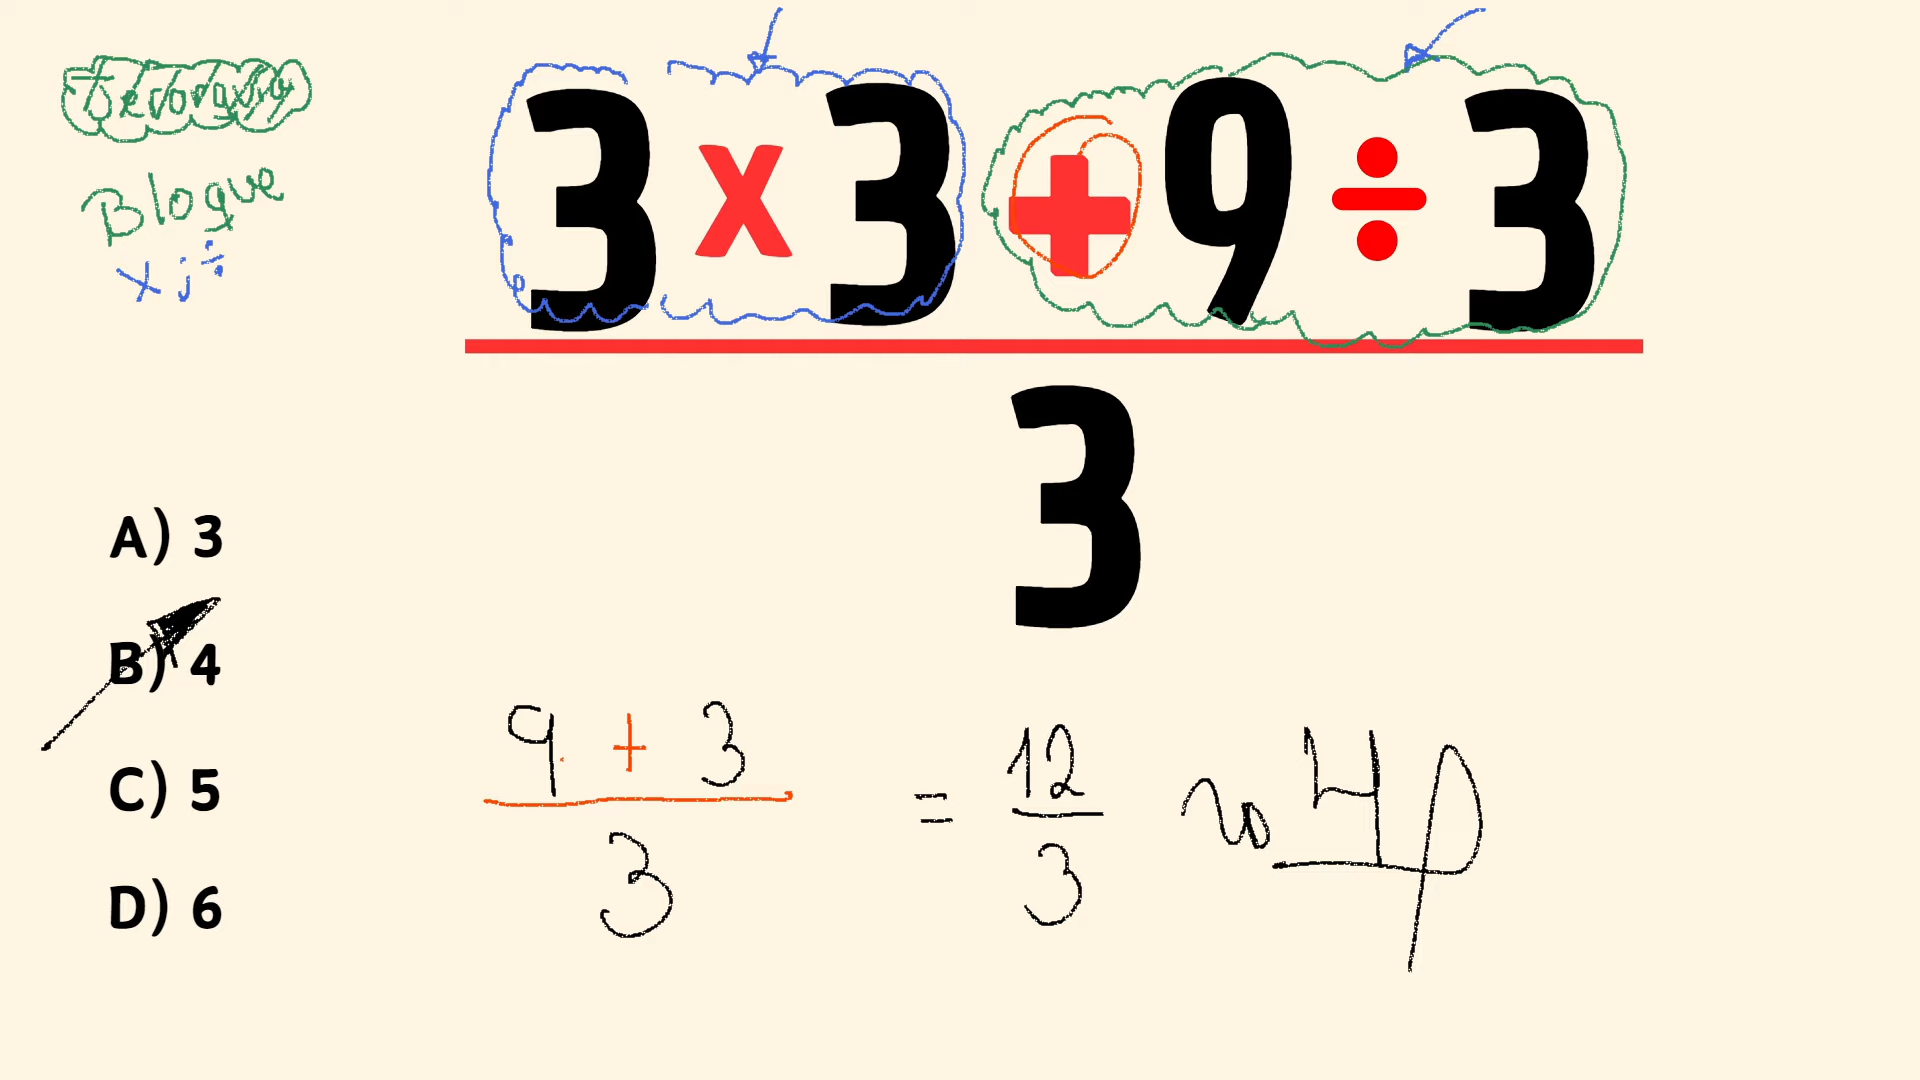 3 x 3 + 9 ÷ 3
3
Bloque
x ; ÷
A) 3
B) 4
C) 5
D) 6
9 + 3
3
= 12
3
4